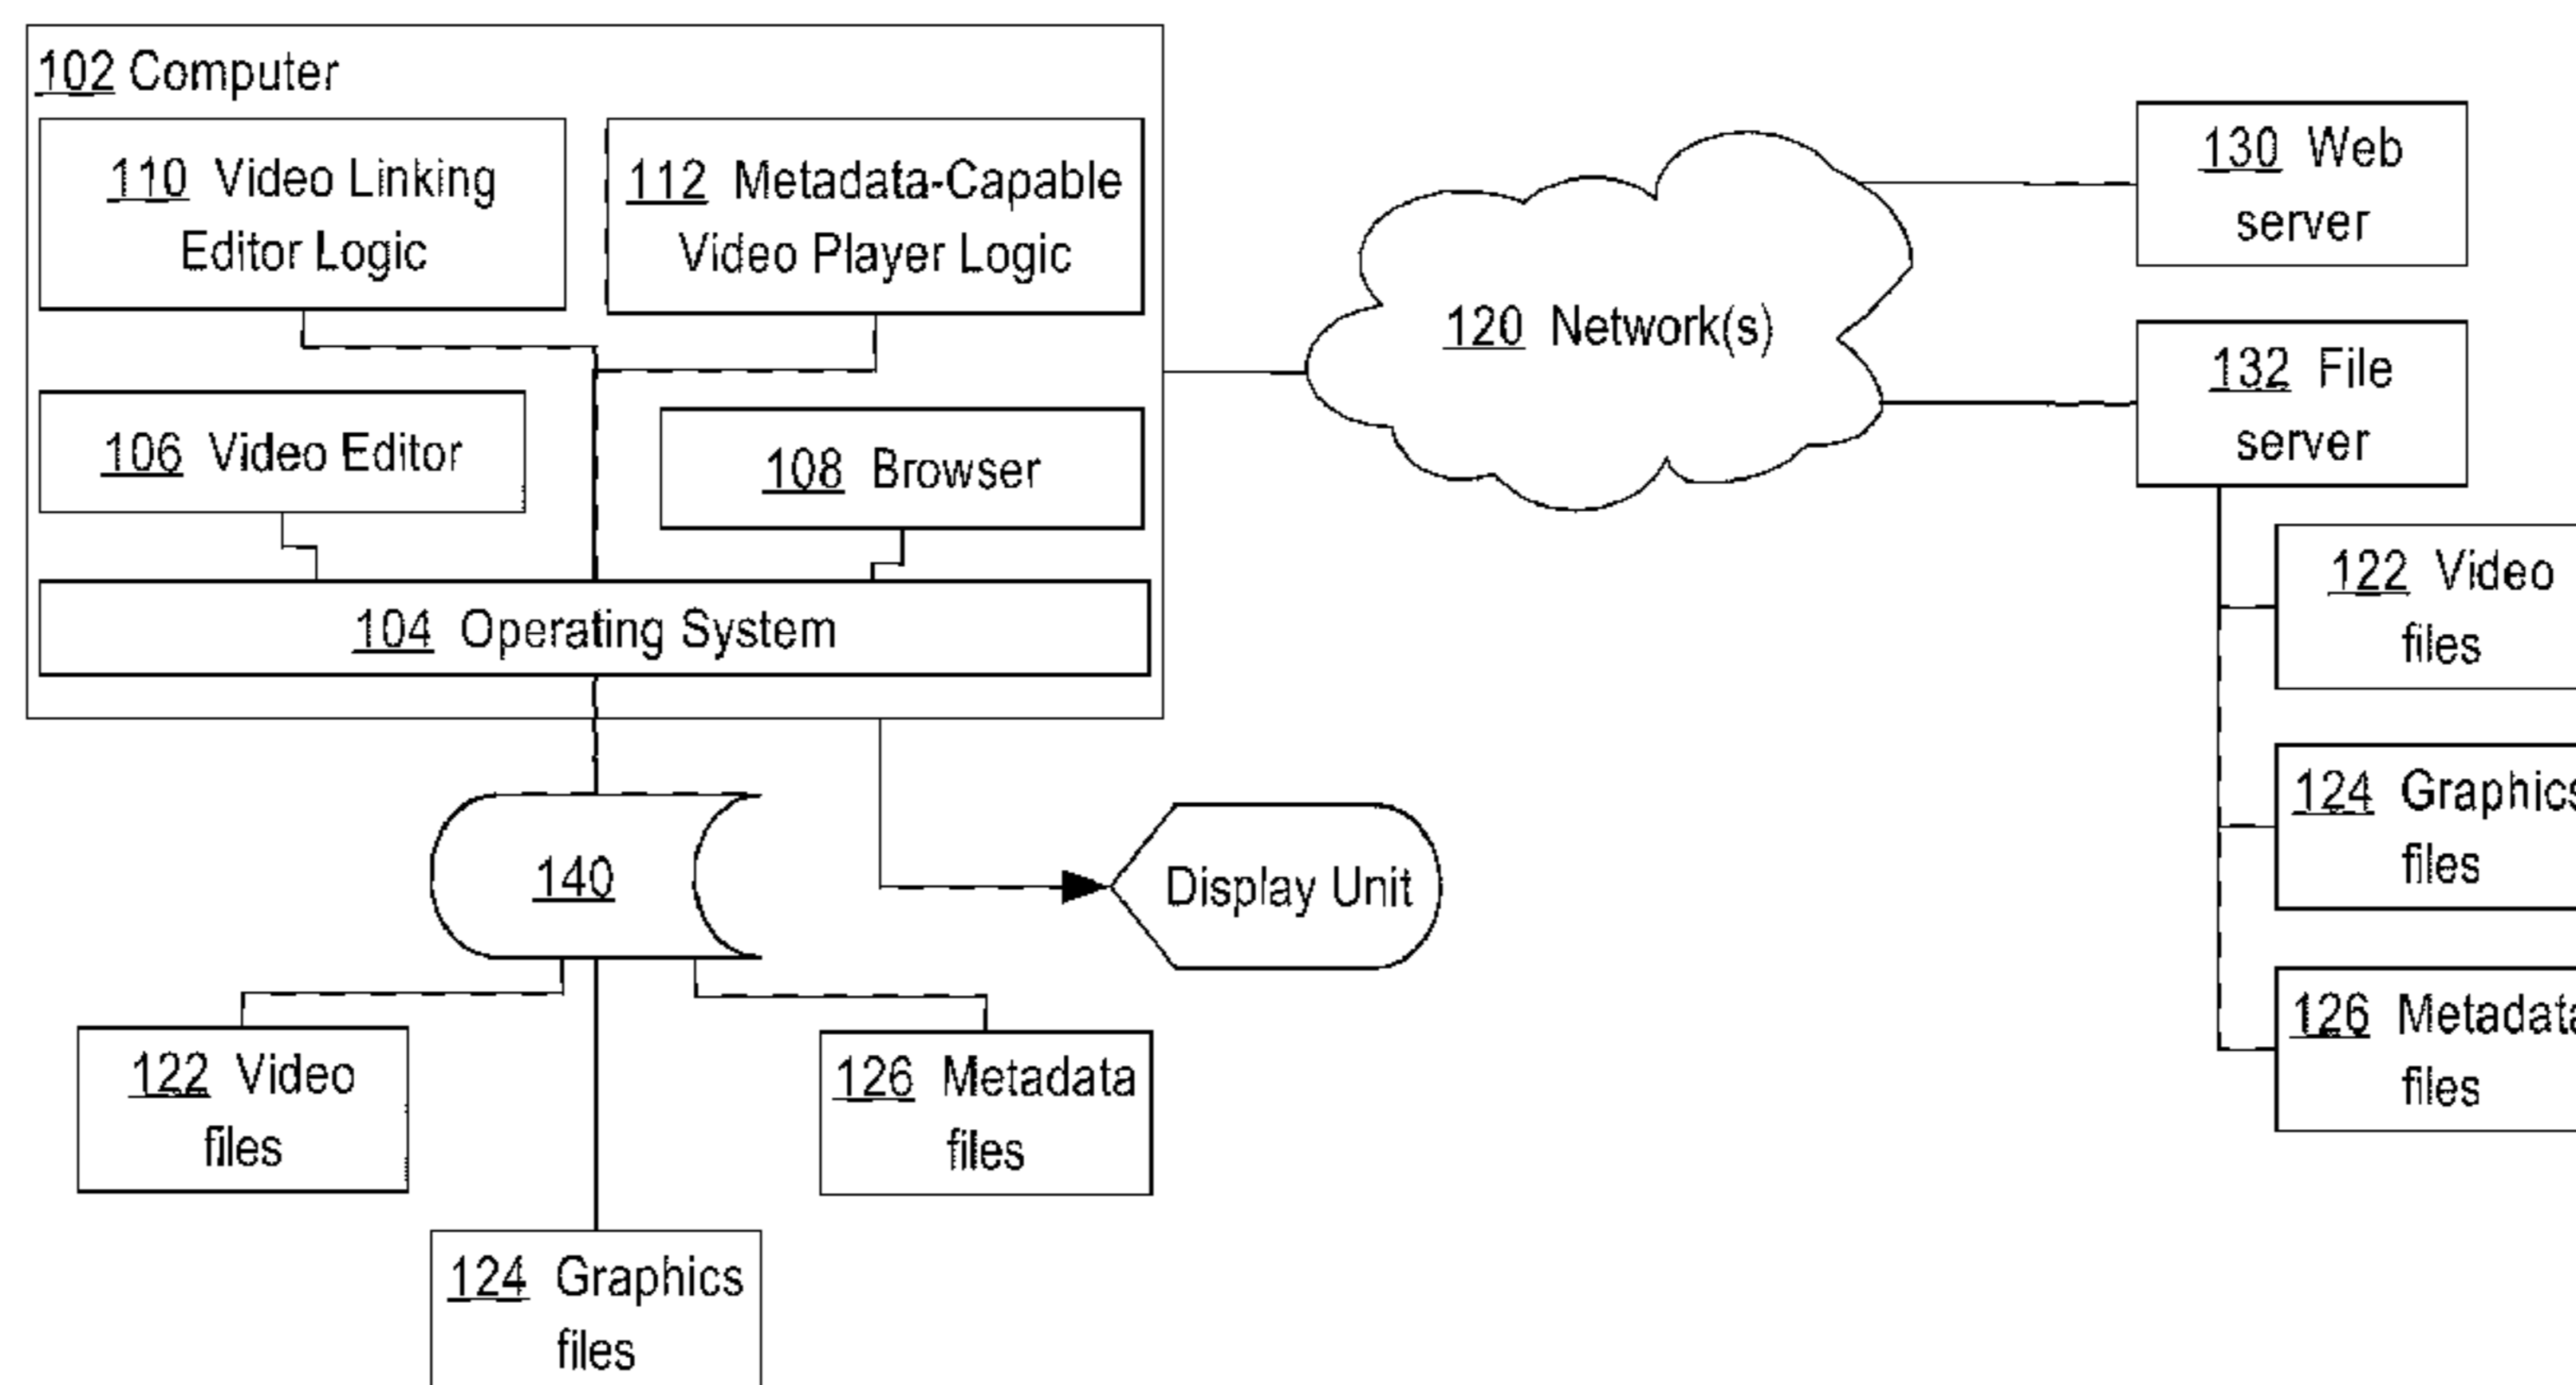 102 Computer
110 Video Linking
Editor Logic
112 Metadata-Capable
Video Player Logic
106 Video Editor
108 Browser
104 Operating System
120 Network(s)
130 Web
server
132 File
server
122 Video
files
124 Graphics
files
126 Metadata
files
140
Display Unit
122 Video
files
126 Metadata
files
124 Graphics
files